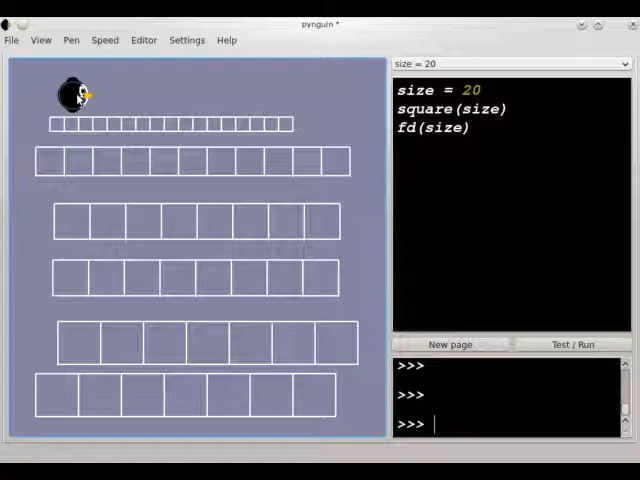 pynguin *
File View Pen Speed Editor Settings Help
size = 20
size = 20
square(size)
fd(size)
New page Test / Run
>>>
>>>
>>>